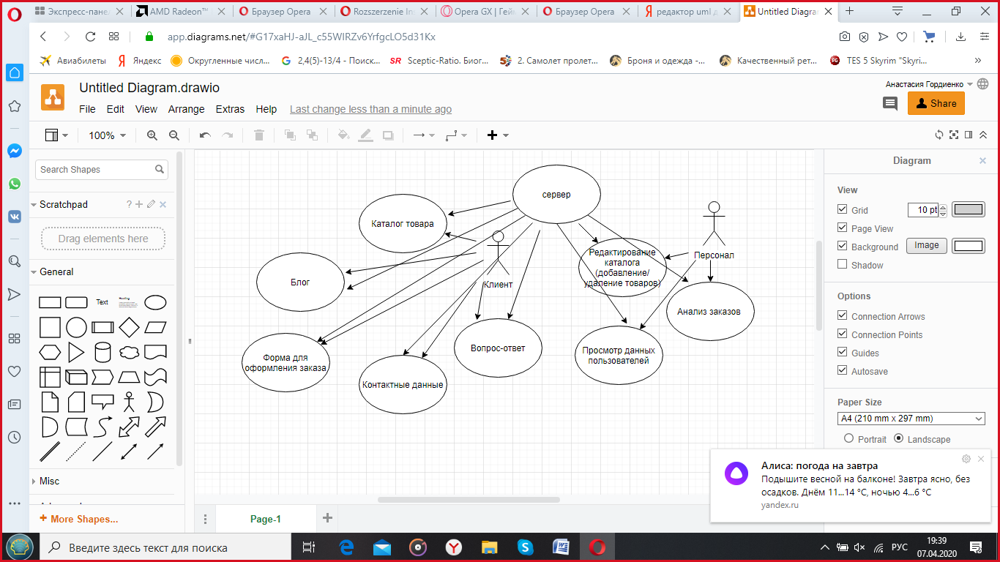 Экспресс-пане
AMD Radeon™
Браузер Opera
Rozszerzenie Ins
Opera GX | Гейм
Браузер Opera
редактор uml д
Untitled Diagra
app.diagrams.net/#G17xaHJ-aJL_c55WIRZv6YrfgcLO5d31Kx
Авиабилеты
Яндекс
Округленные числ...
2,4(5)-13/4 - Поиск...
SR
Sceptic-Ratio. Биог...
2. Самолет пролет...
Броня и одежда -...
Качественный рет...
TES 5 Skyrim "Skyri...
»
Untitled Diagram.drawio
File Edit View Arrange Extras Help Last change less than a minute ago
Анастасия Гордиенко
Share
100%
Search Shapes
Scratchpad
?
Drag elements here
General
Text
Heading
Misc
+ More Shapes...
сервер
Каталог товара
Клиент
Блог
Форма для
оформления заказа
Контактные данные
Вопрос-ответ
Редактирование
каталога
(добавление/
удаление товаров)
Персонал
Анализ заказов
Просмотр данных
пользователей
Diagram
View
Grid
10 pt
Page View
Background
Image
Shadow
Options
Connection Arrows
Connection Points
Guides
Autosave
Paper Size
A4 (210 mm x 297 mm)
Portrait
Landscape
Алиса: погода на завтра
Подышите весной на балконе! Завтра ясно, без
осадков. Днём 11...14 °C, ночью 4...6 °C
yandex.ru
Page-1
Введите здесь текст для поиска
РУС
19:39
07.04.2020